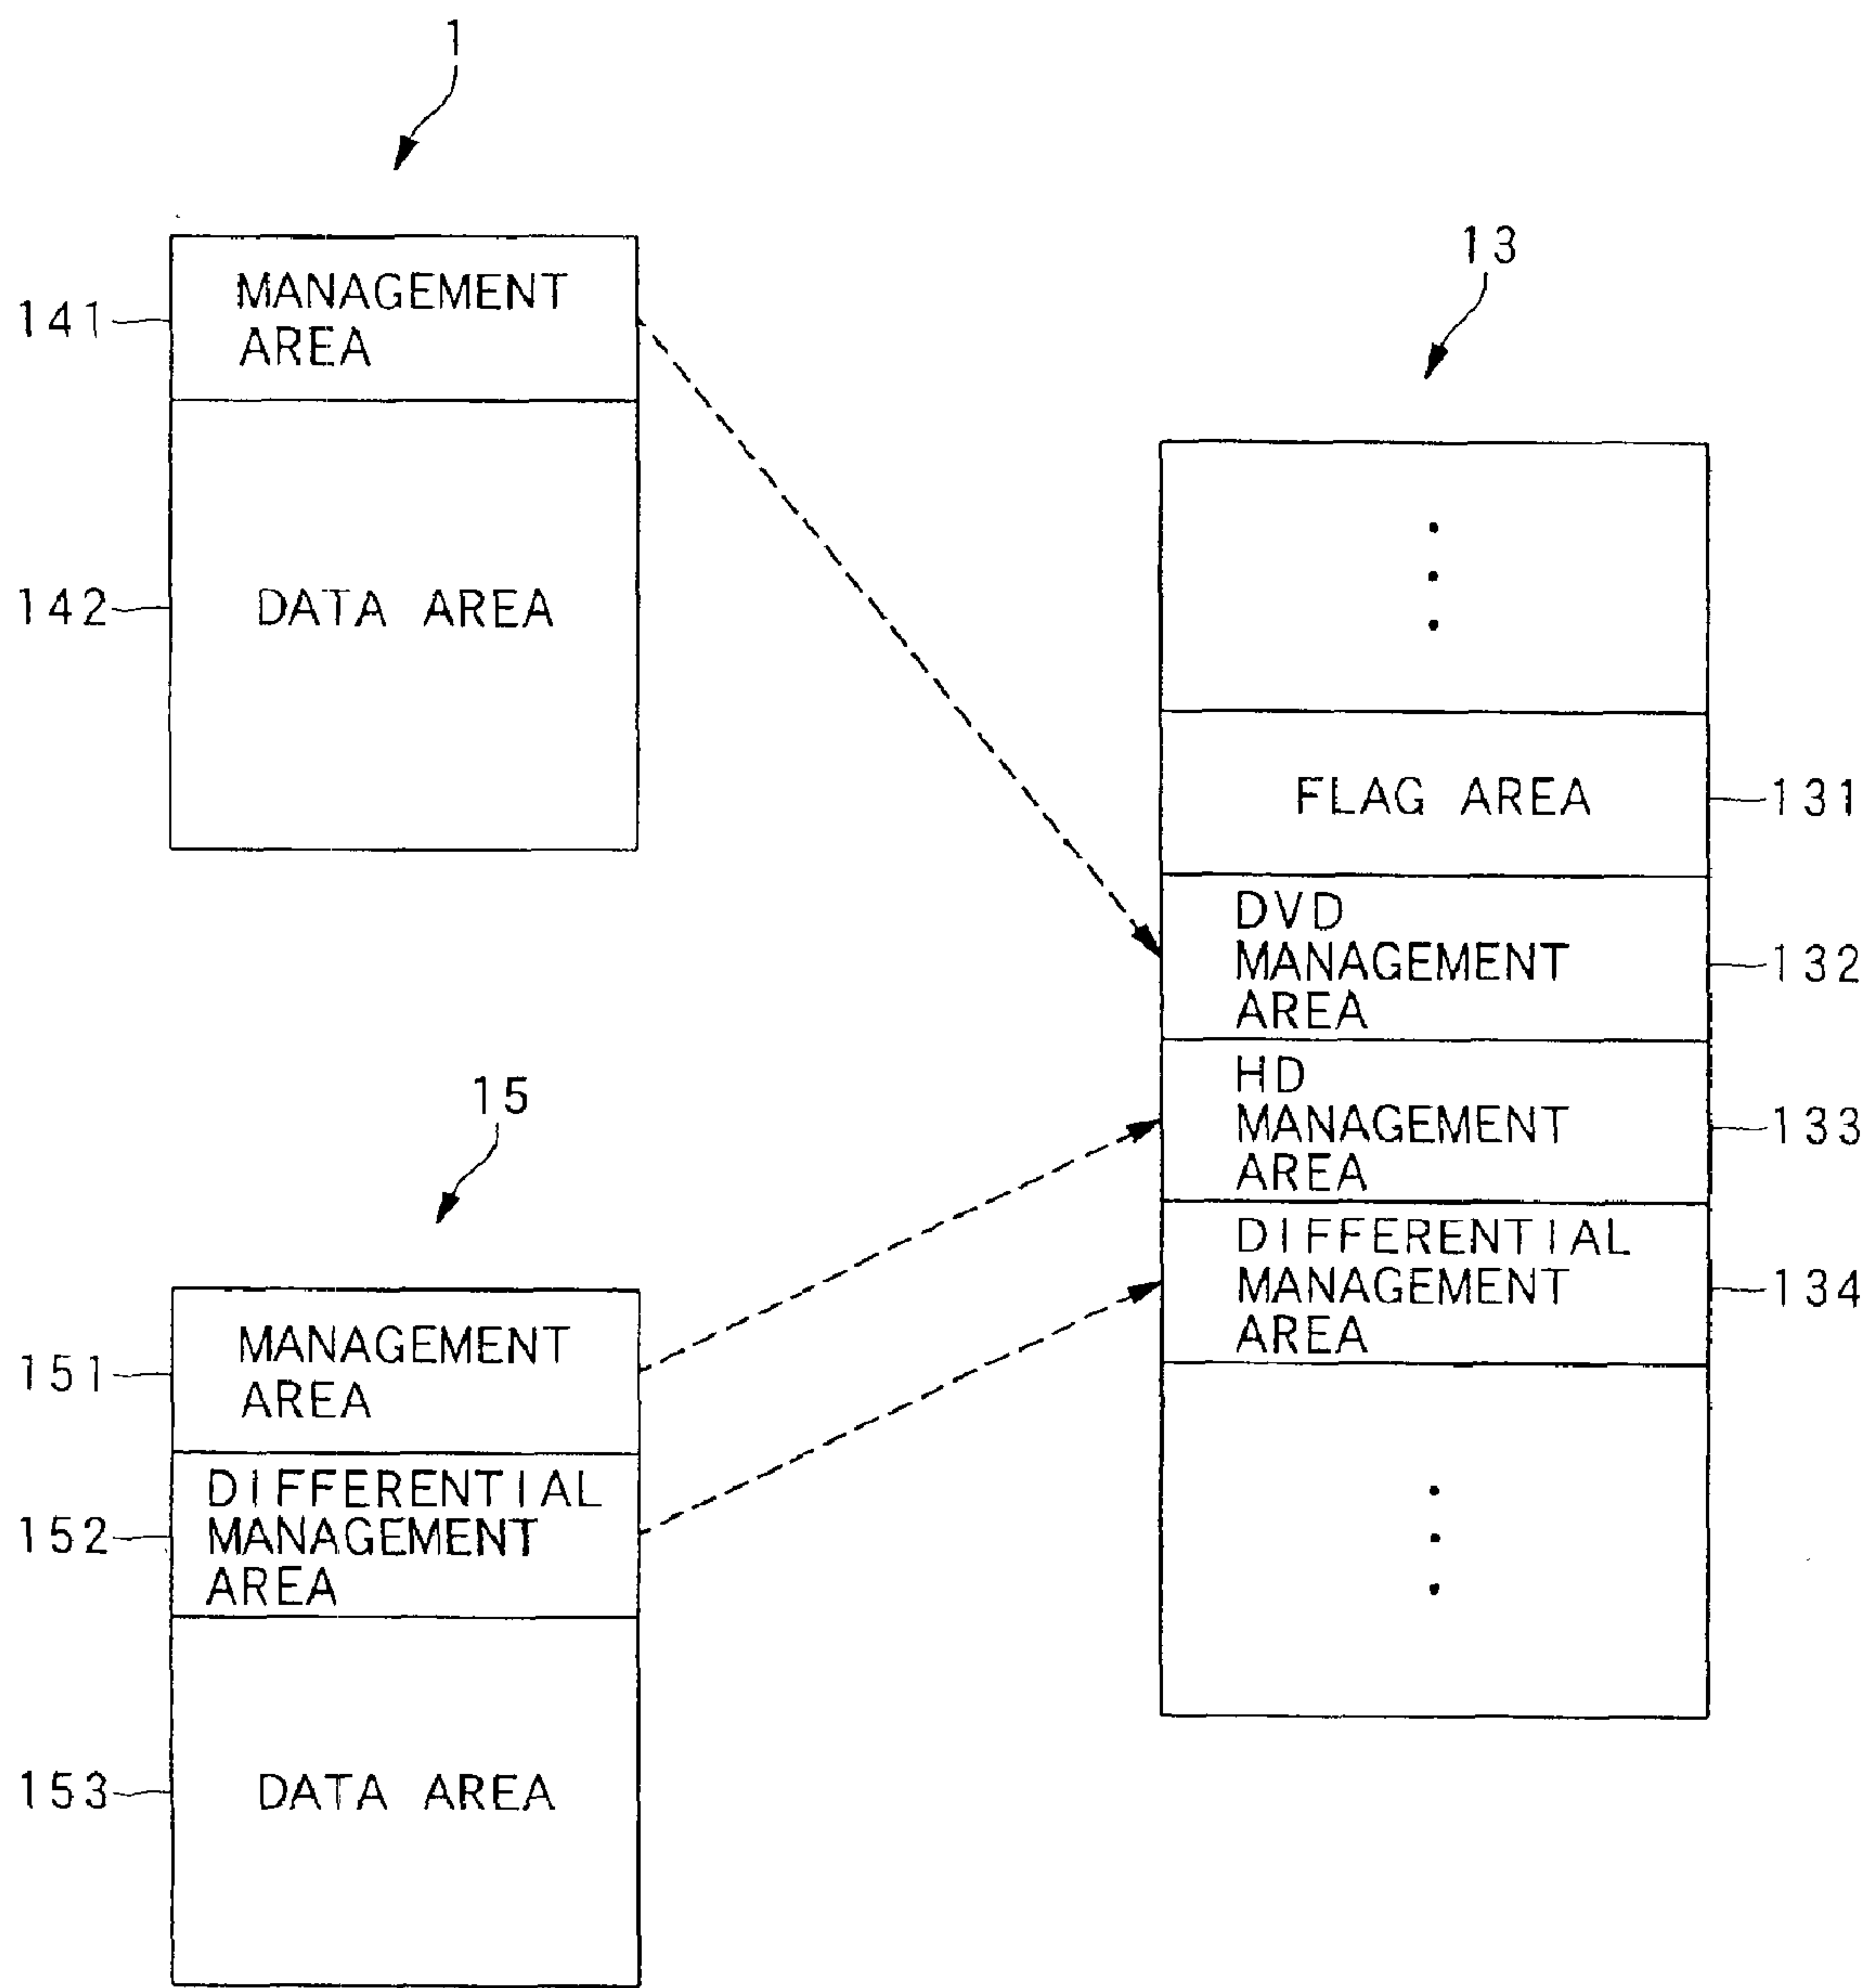 1
MANAGEMENT
AREA
141
DATA AREA
142
13
FLAG AREA
131
DVD
MANAGEMENT
AREA
132
HD
MANAGEMENT
AREA
133
DIFFERENTIAL
MANAGEMENT
AREA
134
15
MANAGEMENT
AREA
151
DIFFERENTIAL
MANAGEMENT
AREA
152
DATA AREA
153